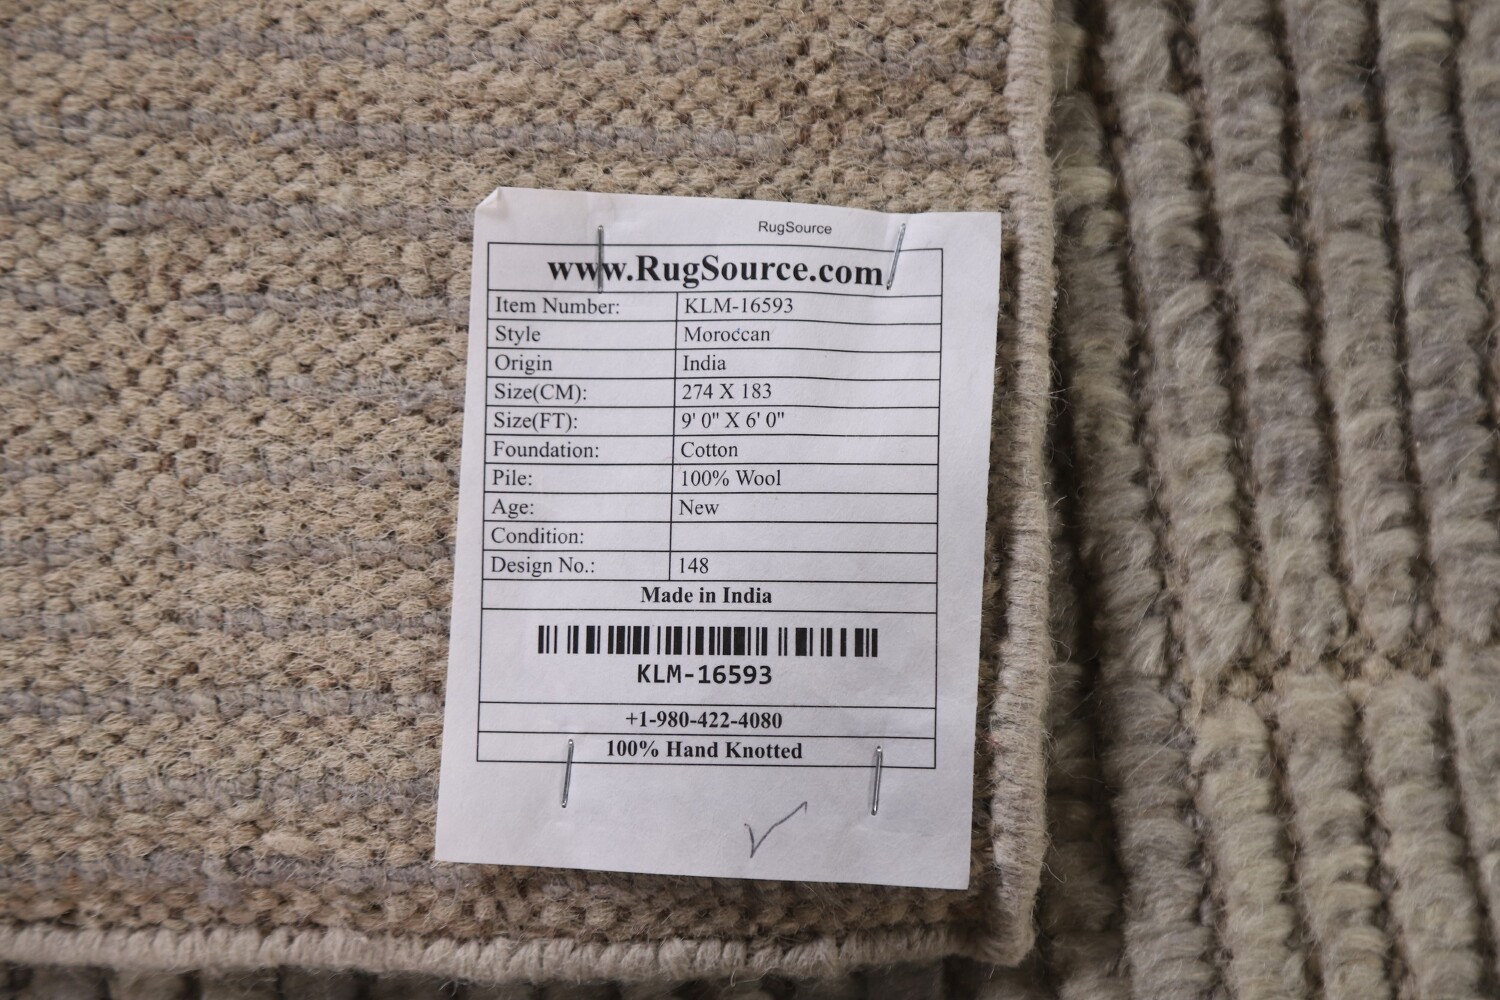 RugSource
www.RugSource.com
Item Number: KLM-16593
Style Moroccan
Origin India
Size(CM): 274 X 183
Size(FT): 9' 0" X 6' 0"
Foundation: Cotton
Pile: 100% Wool
Age: New
Condition:
Design No.: 148
Made in India
KLM-16593
+1-980-422-4080
100% Hand Knotted